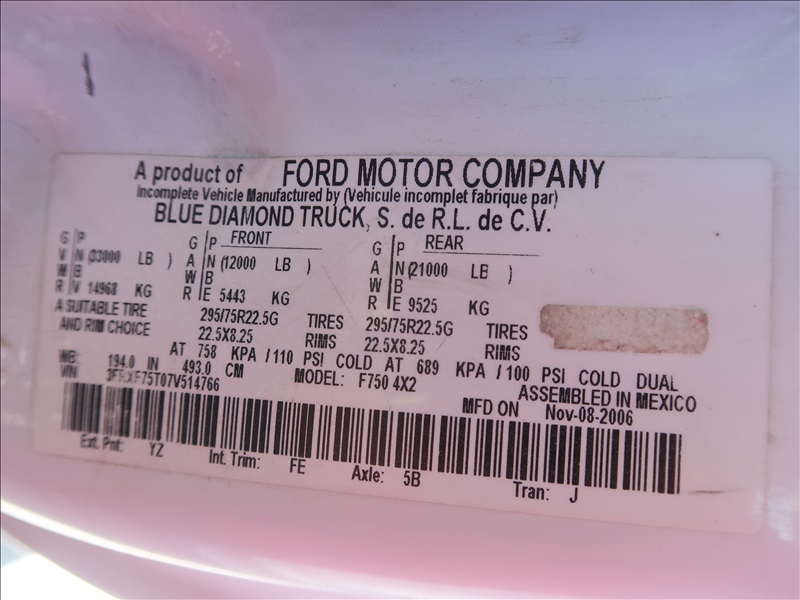 A product of FORD MOTOR COMPANY
Incomplete Vehicle Manufactured by (Vehicule incomplet fabrique par)
BLUE DIAMOND TRUCK, S. de R.L. de C.V.
G P G P FRONT G P REAR
V N (33000 LB ) A N (12000 LB ) A N (21000 LB )
W B W B W B
R V 14968 KG R E 5443 KG R E 9525 KG
A SUITABLE TIRE 295/75R22.5G TIRES 295/75R22.5G TIRES
AND RIM CHOICE 22.5X8.25 RIMS 22.5X8.25 RIMS
AT 758 KPA/110 PSI COLD AT 689 KPA/100 PSI COLD DUAL
WB: 194.0 IN 493.0 CM MODEL: F750 4X2 ASSEMBLED IN MEXICO
VIN MFD ON Nov-08-2006
Ext. Pnt: YZ Int. Trim: FE Axle: 5B Tran: J